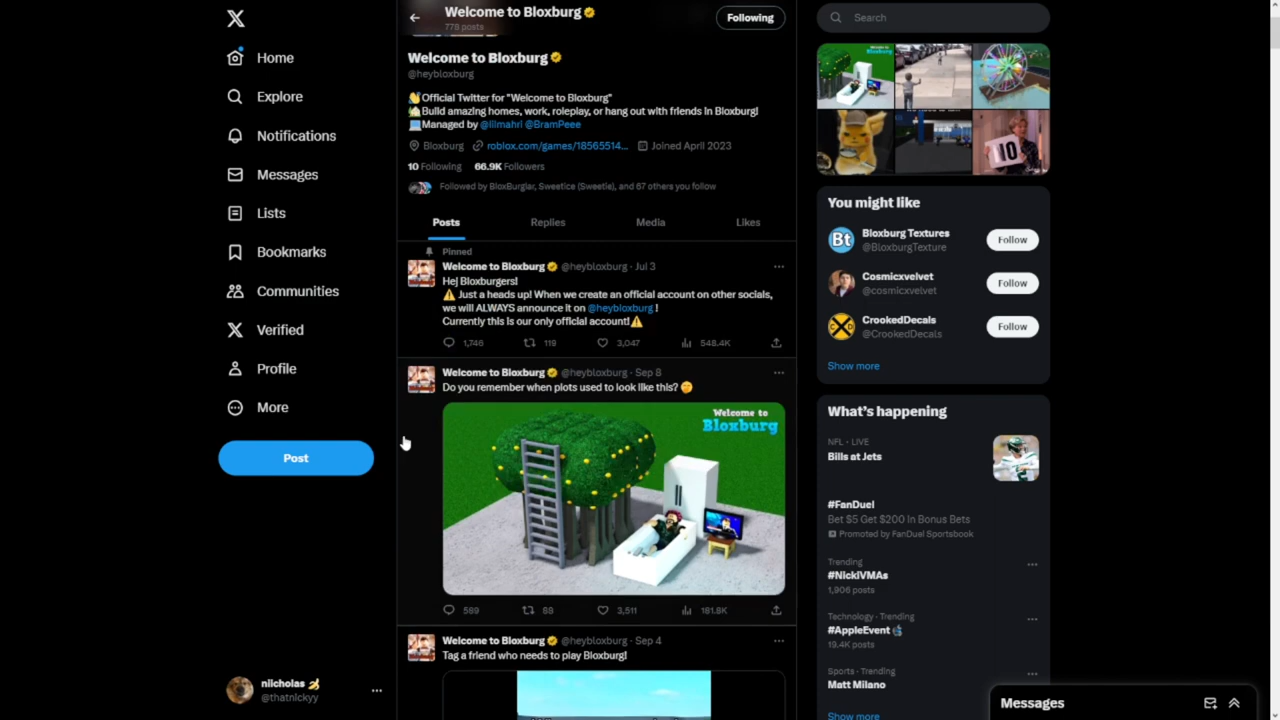 Home
Explore
Notifications
Messages
Lists
Bookmarks
Communities
Verified
Profile
More
Post
niicholas
@thatnickyy
Welcome to Bloxburg
776 posts
Following
Welcome to Bloxburg
@heybloxburg
👋Official Twitter for "Welcome to Bloxburg"
🏠Build amazing homes, work, roleplay, or hang out with friends in Bloxburg!
💻Managed by @iilmahri @BramPeee
Bloxburg roblox.com/games/18565514... Joined April 2023
10 Following 66.9K Followers
Followed by BloxBurglar, Sweetice (Sweetie), and 67 others you follow
Posts Replies Media Likes
Pinned
Welcome to Bloxburg @heybloxburg · Jul 3
Hej Bloxburgers!
⚠️ Just a heads up! When we create an official account on other socials,
we will ALWAYS announce it on @heybloxburg !
Currently this is our only official account!⚠️
1,746 119 3,047 548.4K
Welcome to Bloxburg @heybloxburg · Sep 8
Do you remember when plots used to look like this?
Welcome to
Bloxburg
589 88 3,511 181.8K
Welcome to Bloxburg @heybloxburg · Sep 4
Tag a friend who needs to play Bloxburg!
Search
Welcome to
Bloxburg
10
You might like
Bt
Bloxburg Textures
@BloxburgTexture
Follow
Cosmicxvelvet
@cosmicxvelvet
Follow
CrookedDecals
@CrookedDecals
Follow
Show more
What's happening
NFL · LIVE
Bills at Jets
#FanDuel
Bet $5 Get $200 In Bonus Bets
Promoted by FanDuel Sportsbook
Trending
#NickiVMAs
1,906 posts
Technology · Trending
#AppleEvent
19.4K posts
Sports · Trending
Matt Milano
Show more
Messages